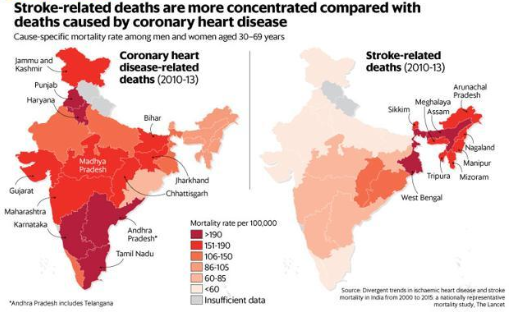 Stroke-related deaths are more concentrated compared with
deaths caused by coronary heart disease
Cause-specific mortality rate among men and women aged 30–69 years
Coronary heart
disease-related
deaths (2010-13)
Jammu and
Kashmir
Punjab
Haryana
Bihar
Madhya
Pradesh
Gujarat
Jharkhand
Chhattisgarh
Maharashtra
Karnataka
Andhra
Pradesh*
Tamil Nadu
*Andhra Pradesh includes Telangana
Mortality rate per 100,000
>190
151-190
106-150
86-105
60-85
<60
Insufficient data
Stroke-related
deaths (2010-13)
Arunachal
Pradesh
Meghalaya
Sikkim
Assam
Nagaland
Manipur
Tripura
Mizoram
West Bengal
Source: Divergent trends in ischaemic heart disease and stroke
mortality in India from 2000 to 2015: a nationally representative
mortality study, The Lancet